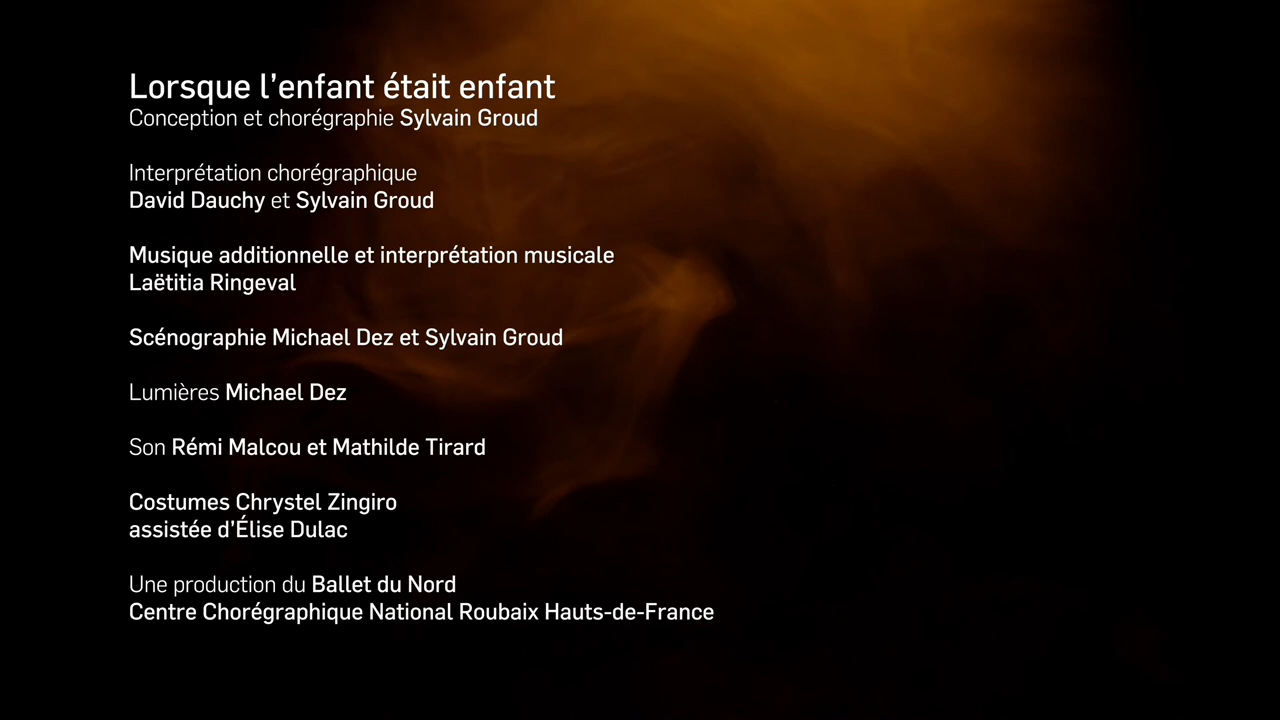 Lorsque l’enfant était enfant
Conception et chorégraphie Sylvain Groud
Interprétation chorégraphique
David Dauchy et Sylvain Groud
Musique additionnelle et interprétation musicale
Laëtitia Ringeval
Scénographie Michael Dez et Sylvain Groud
Lumières Michael Dez
Son Rémi Malcou et Mathilde Tirard
Costumes Chrystel Zingiro
assistée d’Élise Dulac
Une production du Ballet du Nord
Centre Chorégraphique National Roubaix Hauts-de-France